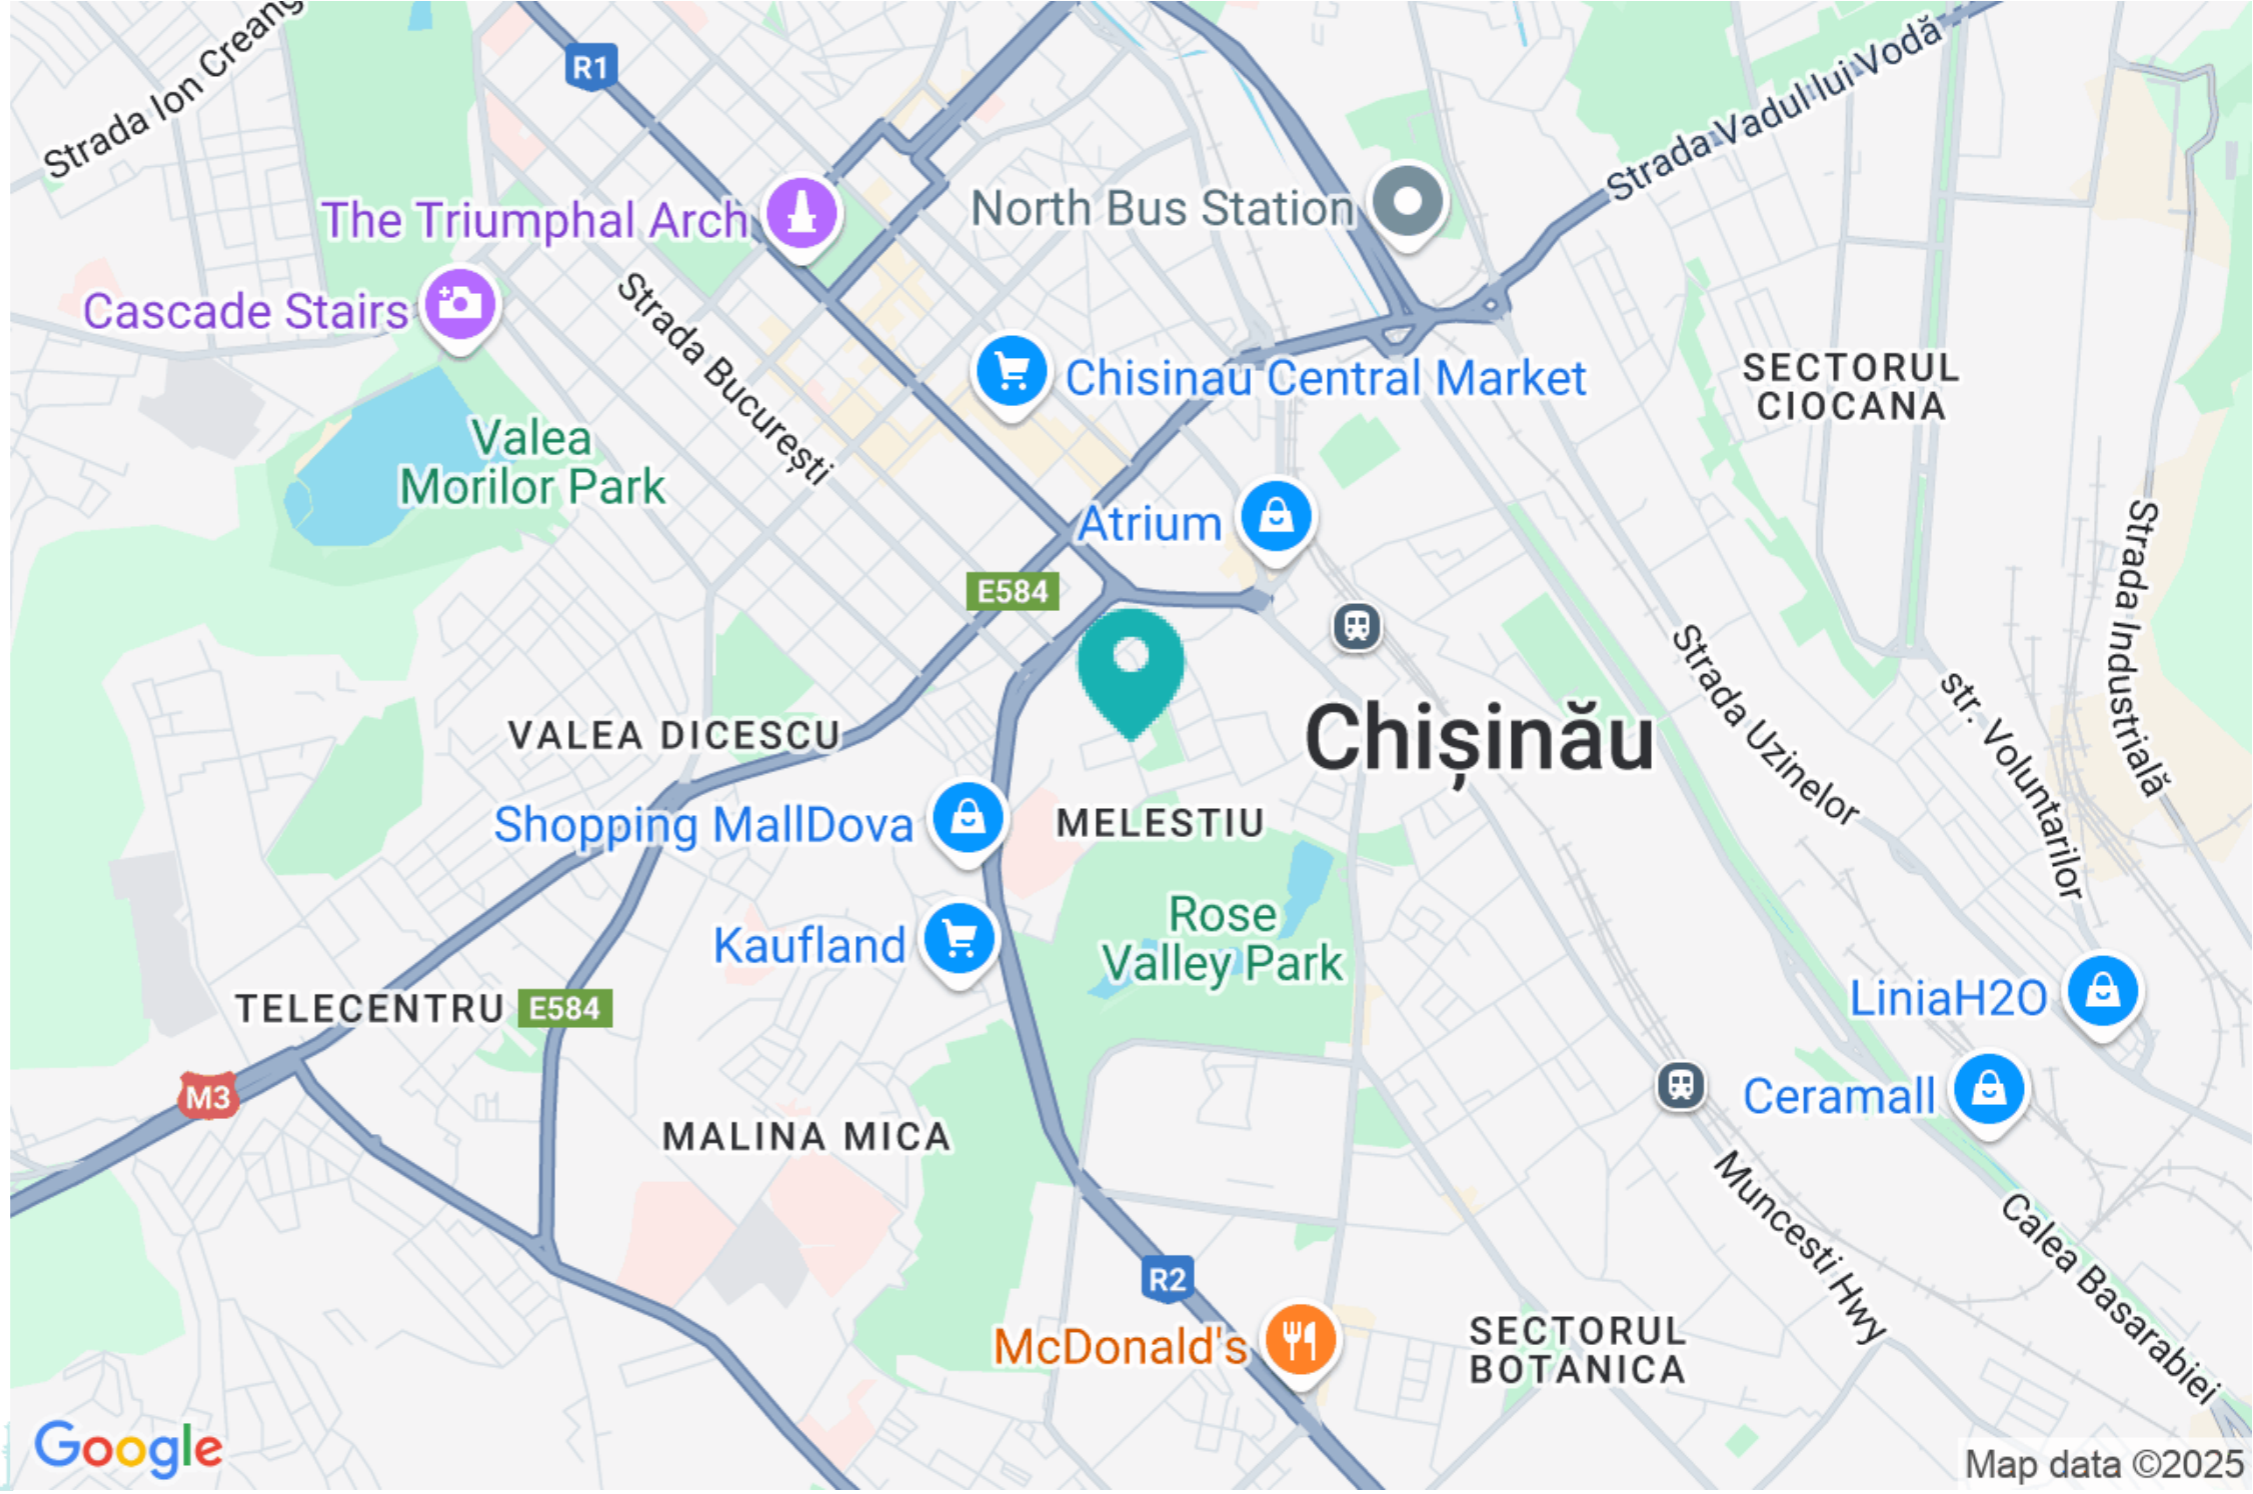 Strada Ion Creang
R1
Strada Vadul lui Vodă
The Triumphal Arch
North Bus Station
Cascade Stairs
Strada București
Chisinau Central Market
SECTORUL
CIOCANA
Valea
Morilor Park
Atrium
E584
Strada Industrială
Strada Uzinelor
str. Voluntarilor
VALEA DICESCU
Chișinău
Shopping MallDova
MELESTIU
Kaufland
Rose
Valley Park
TELECENTRU
E584
LiniaH2O
M3
Ceramall
MALINA MICA
Muncesti Hwy
Calea Basarabiei
R2
McDonald's
SECTORUL
BOTANICA
Google
Map data ©2025